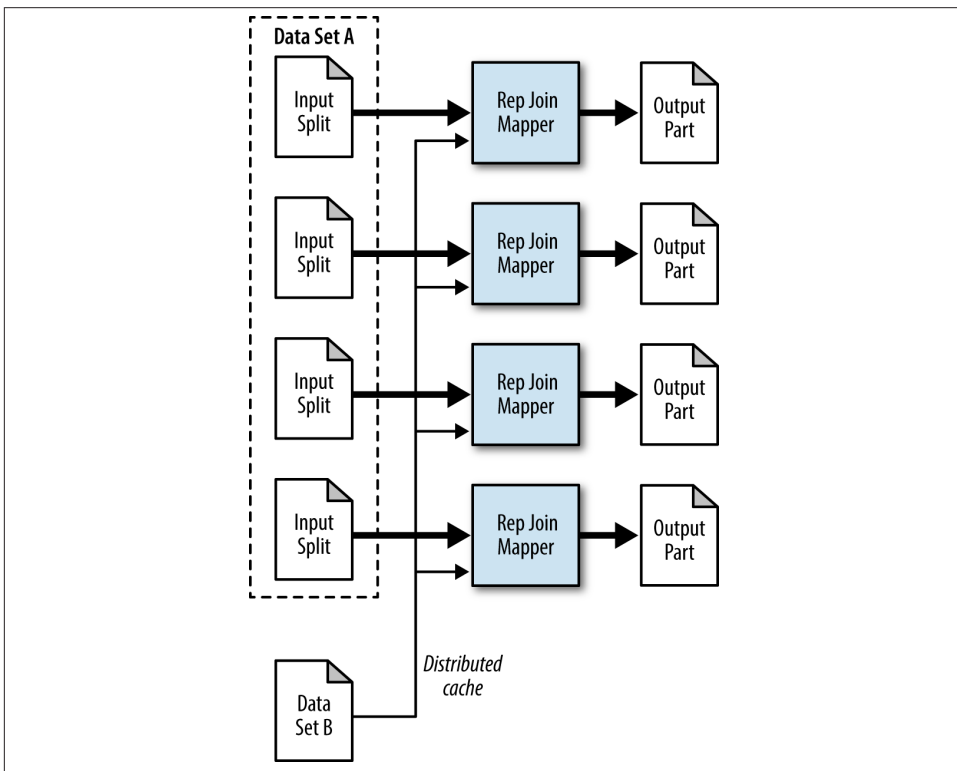 Data Set A
Input
Split
Rep Join
Mapper
Output
Part
Input
Split
Rep Join
Mapper
Output
Part
Input
Split
Rep Join
Mapper
Output
Part
Input
Split
Rep Join
Mapper
Output
Part
Distributed
cache
Data
Set B